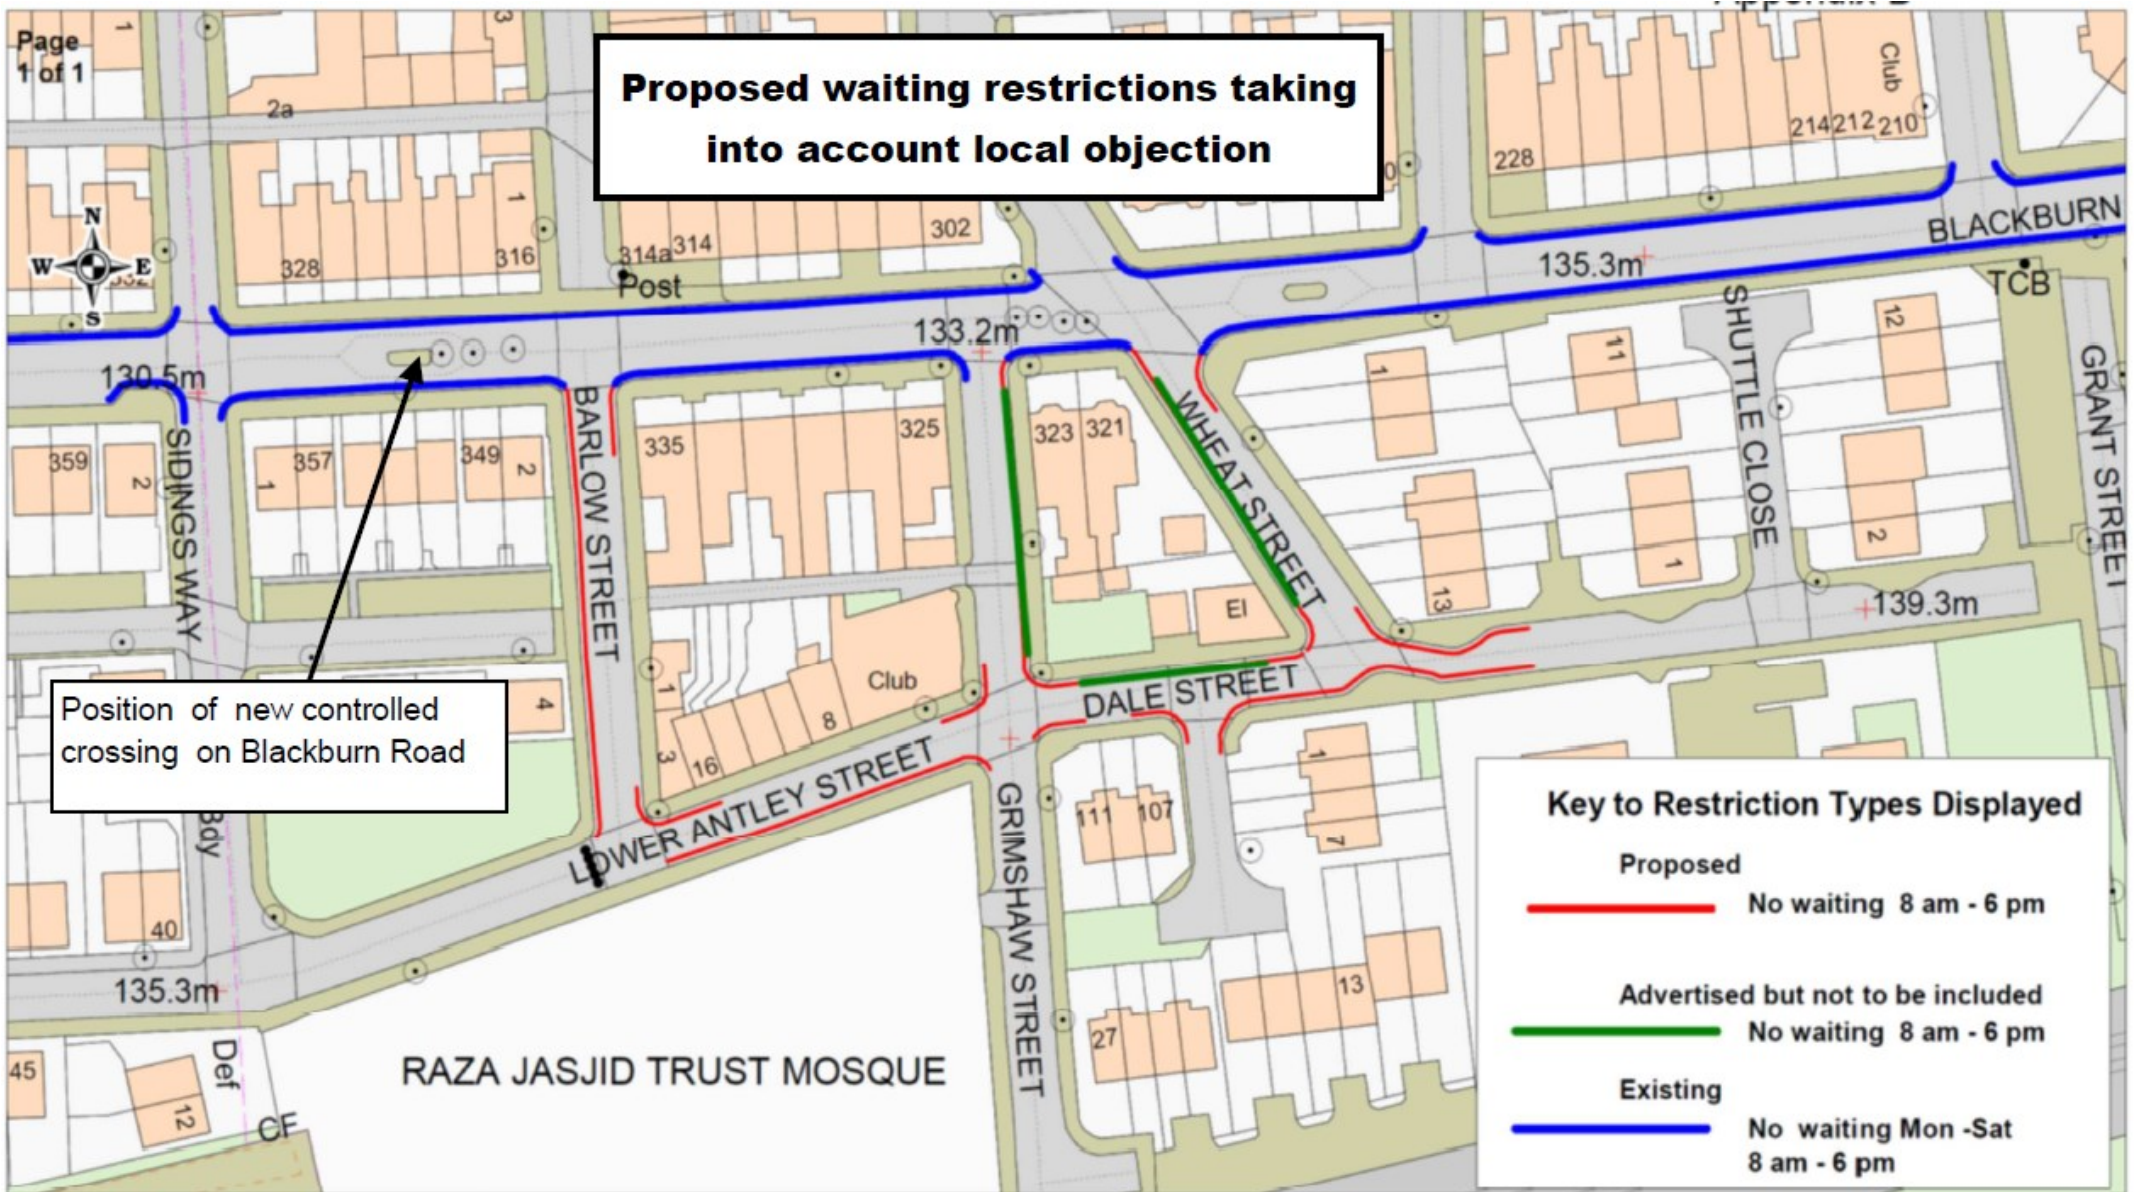 Page
1 of 1
Proposed waiting restrictions taking
into account local objection
1
3
2a
Club
214 212 210
228
N
W E
S
328
1
316
314a 314
Post
302
BLACKBURN
135.3m
TCB
133.2m
130.5m
SIDINGS WAY
BARLOW STREET
WHEAT STREET
SHUTTLE CLOSE
GRANT STREET
359
2
1
357
349
2
335
325
323
321
1
11
12
13
1
2
El
139.3m
Position of new controlled
crossing on Blackburn Road
4
1
3
16
8
Club
DALE STREET
LOWER ANTLEY STREET
GRIMSHAW STREET
111
107
1
7
Bdy
40
135.3m
Def
45
12
CF
RAZA JASJID TRUST MOSQUE
27
13
Key to Restriction Types Displayed
Proposed
No waiting 8 am - 6 pm
Advertised but not to be included
No waiting 8 am - 6 pm
Existing
No waiting Mon -Sat
8 am - 6 pm